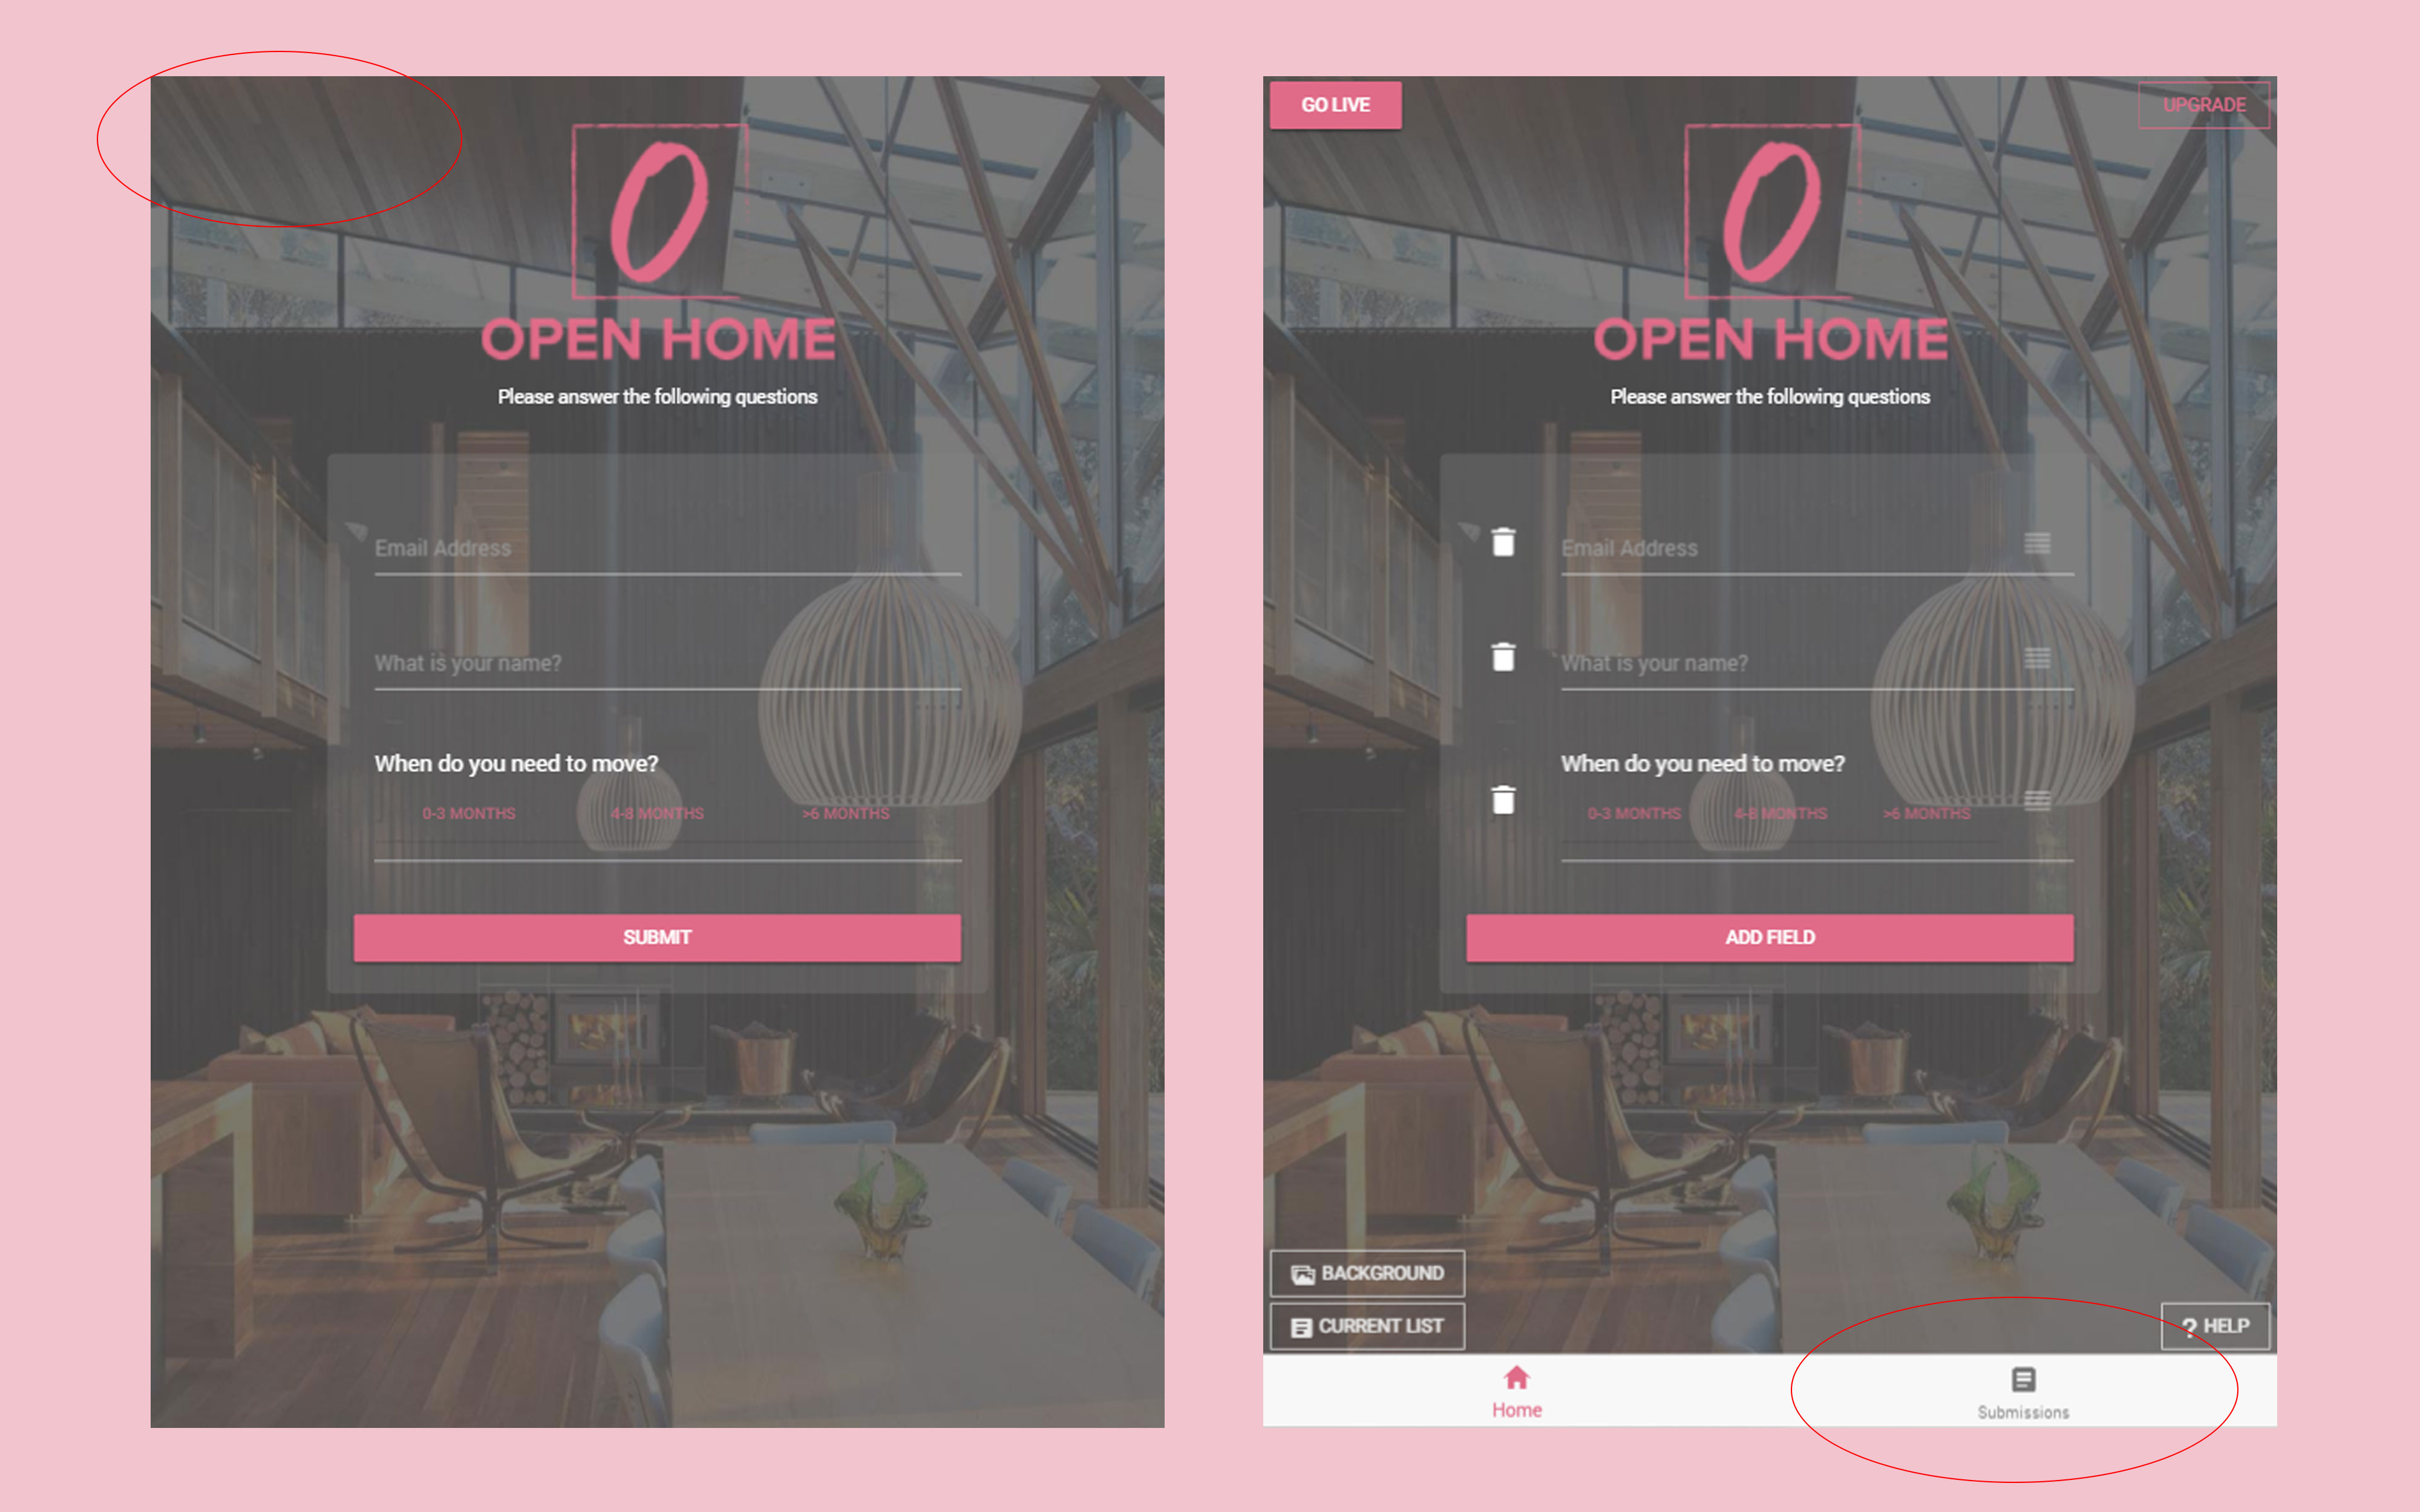 O
OPEN HOME
Please answer the following questions
Email Address
What is your name?
When do you need to move?
0-3 MONTHS 4-8 MONTHS >6 MONTHS
SUBMIT
GO LIVE UPGRADE
O
OPEN HOME
Please answer the following questions
Email Address
What is your name?
When do you need to move?
0-3 MONTHS 4-8 MONTHS >6 MONTHS
ADD FIELD
BACKGROUND
CURRENT LIST ? HELP
Home Submissions